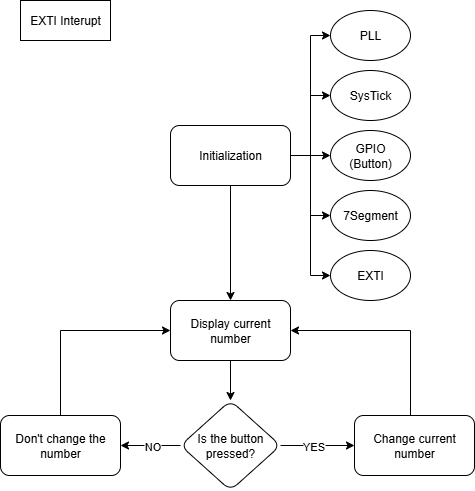 EXTI Interupt
PLL
SysTick
Initialization
GPIO
(Button)
7Segment
EXTI
Display current
number
Don't change the
number
NO
Is the button
pressed?
YES
Change current
number